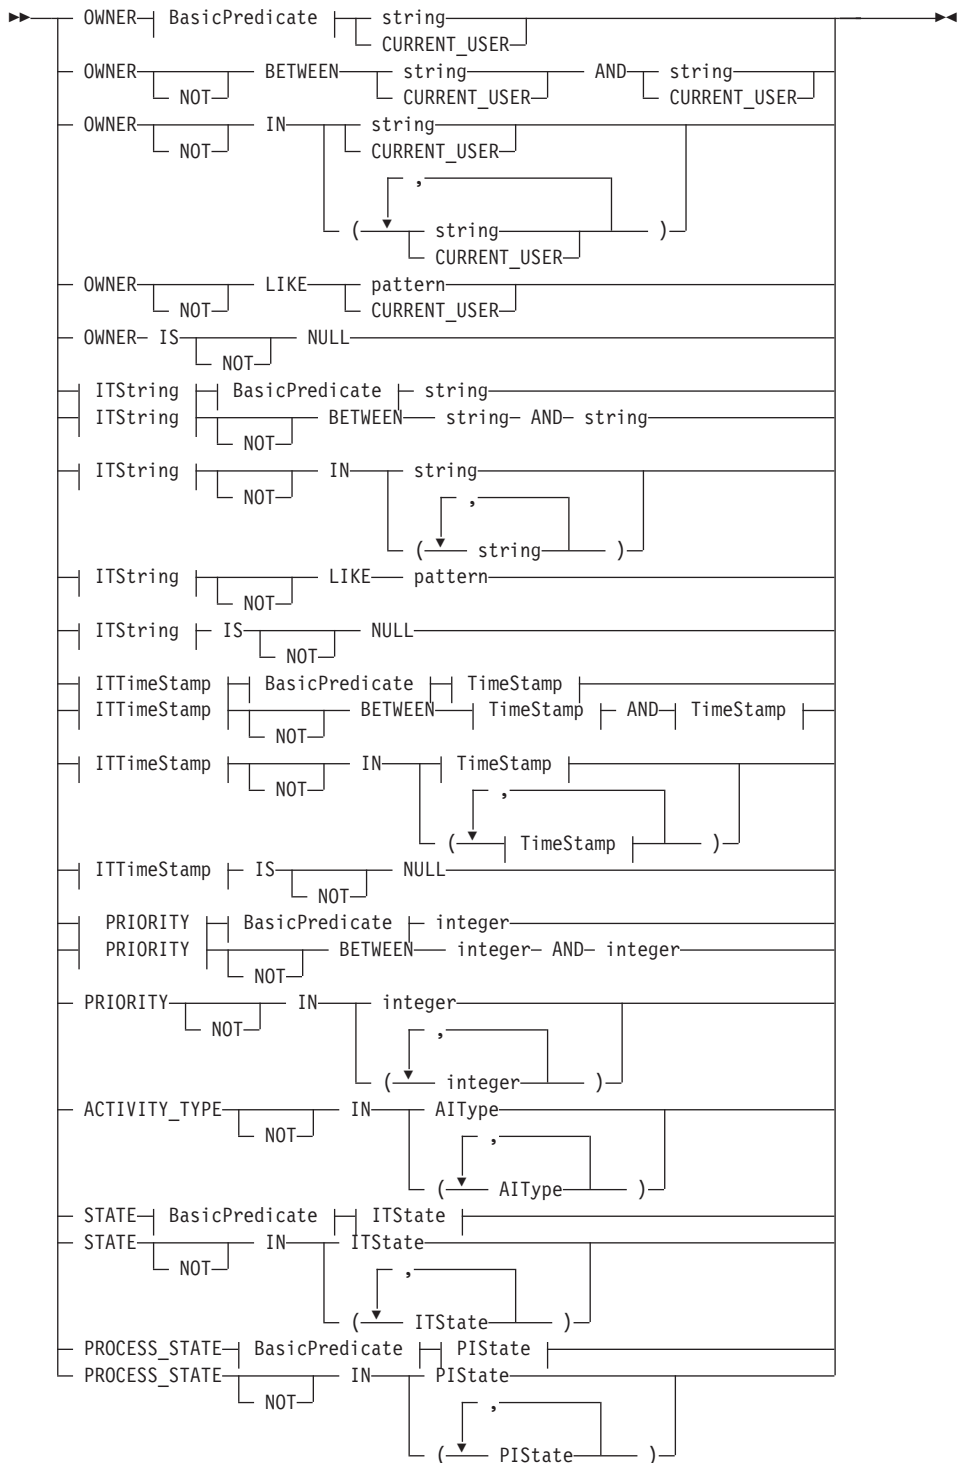 OWNER BasicPredicate string
CURRENT_USER
OWNER BETWEEN string AND string
NOT CURRENT_USER CURRENT_USER
OWNER IN string
NOT CURRENT_USER
,
( string )
CURRENT_USER
OWNER LIKE pattern
NOT CURRENT_USER
OWNER IS NULL
NOT
ITString BasicPredicate string
ITString BETWEEN string AND string
NOT
ITString IN string
NOT ,
( string )
ITString LIKE pattern
NOT
ITString IS NULL
NOT
ITTimeStamp BasicPredicate TimeStamp
ITTimeStamp BETWEEN TimeStamp AND TimeStamp
NOT
ITTimeStamp IN TimeStamp
NOT ,
( TimeStamp )
ITTimeStamp IS NULL
NOT
PRIORITY BasicPredicate integer
PRIORITY BETWEEN integer AND integer
NOT
PRIORITY IN integer
NOT ,
( integer )
ACTIVITY_TYPE IN AIType
NOT ,
( AIType )
STATE BasicPredicate ITState
STATE IN ITState
NOT ,
( ITState )
PROCESS_STATE BasicPredicate PIState
PROCESS_STATE IN PIState
NOT ,
( PIState )